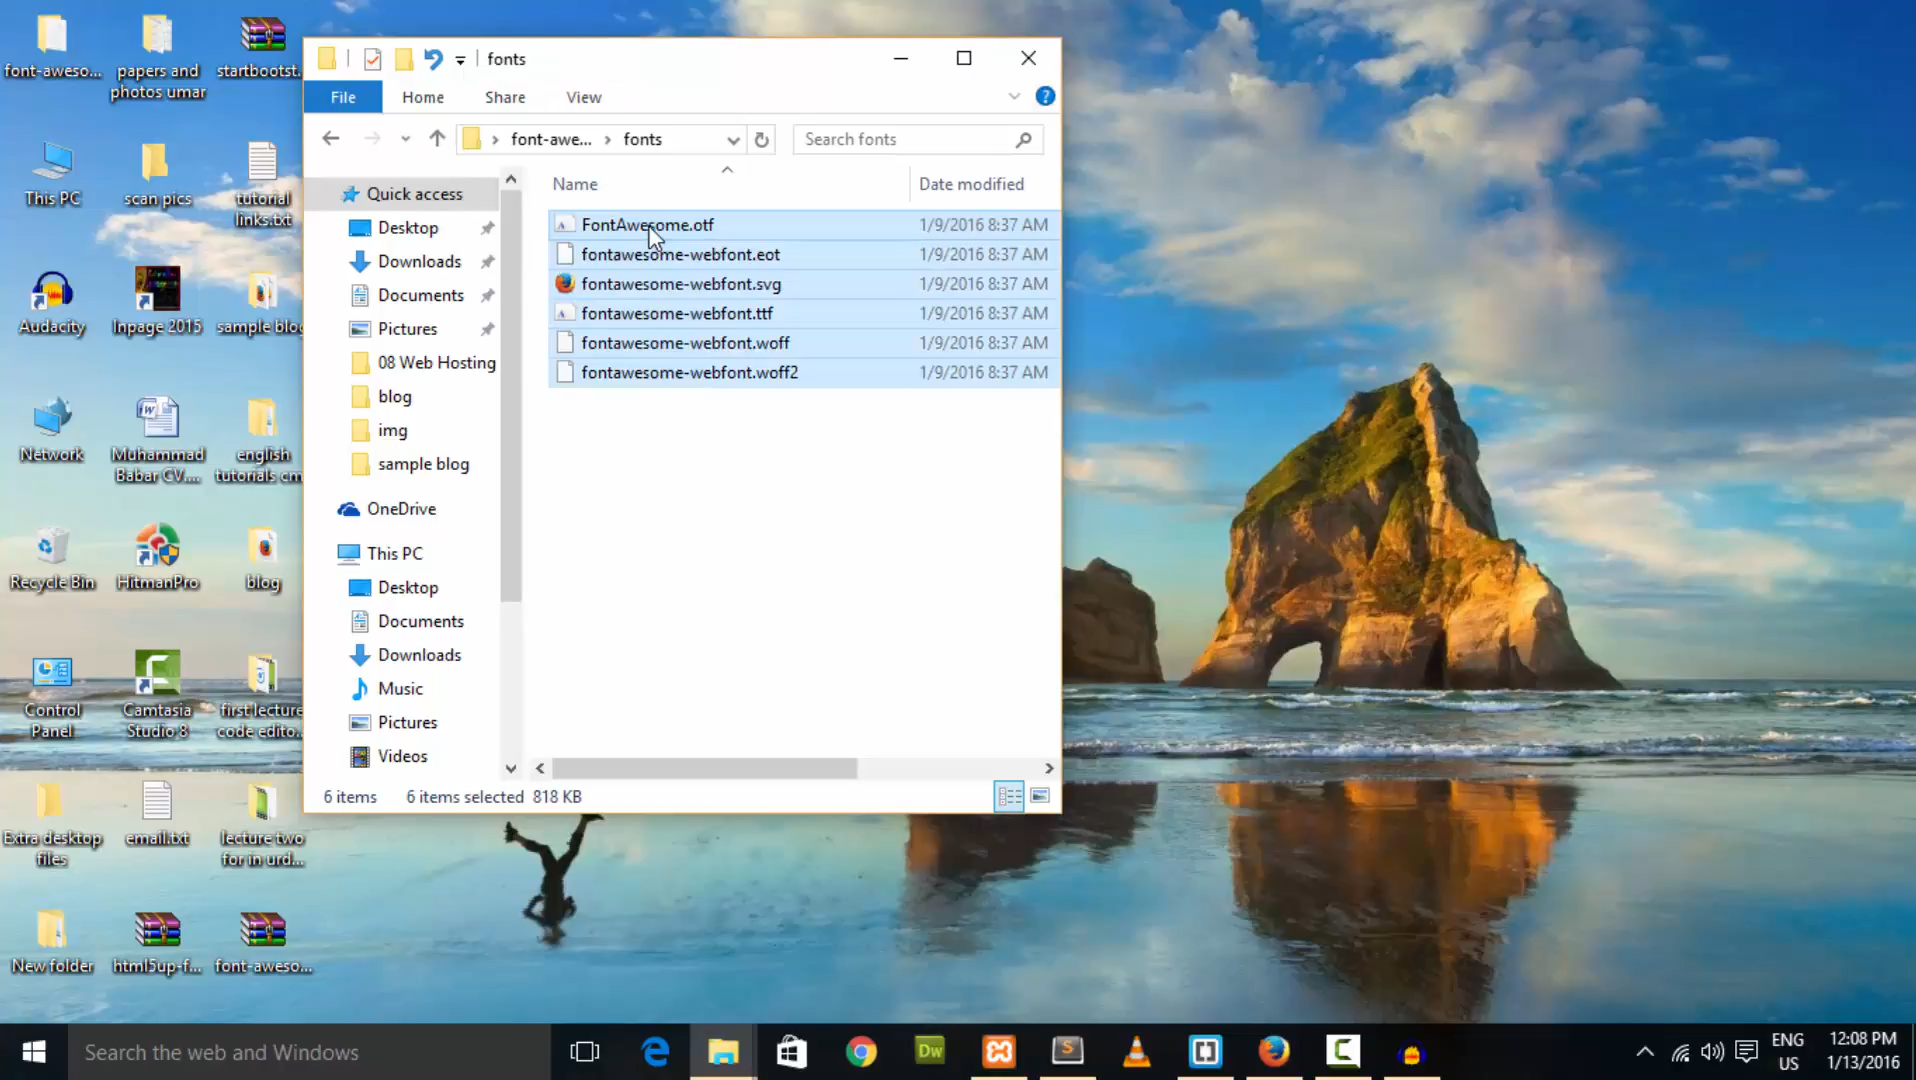 font-aweso...
papers and
photos umar
startbootst.
This PC
scan pics
tutorial
links.txt
Audacity
Inpage 2015
sample blog
Network
Muhammad
Babar CV....
english
tutorials cm
Recycle Bin
HitmanPro
blog
Control
Panel
Camtasia
Studio 8
first lecture
code edito...
Extra desktop
files
email.txt
lecture two
for in urd...
New folder
html5up-f...
font-aweso...
fonts
File
Home
Share
View
font-awe...
fonts
Search fonts
Name
Date modified
Quick access
Desktop
Downloads
Documents
Pictures
08 Web Hosting
blog
img
sample blog
OneDrive
This PC
Desktop
Documents
Downloads
Music
Pictures
Videos
FontAwesome.otf 1/9/2016 8:37 AM
fontawesome-webfont.eot 1/9/2016 8:37 AM
fontawesome-webfont.svg 1/9/2016 8:37 AM
fontawesome-webfont.ttf 1/9/2016 8:37 AM
fontawesome-webfont.woff 1/9/2016 8:37 AM
fontawesome-webfont.woff2 1/9/2016 8:37 AM
6 items 6 items selected 818 KB
Search the web and Windows
Dw
ENG
US
12:08 PM
1/13/2016